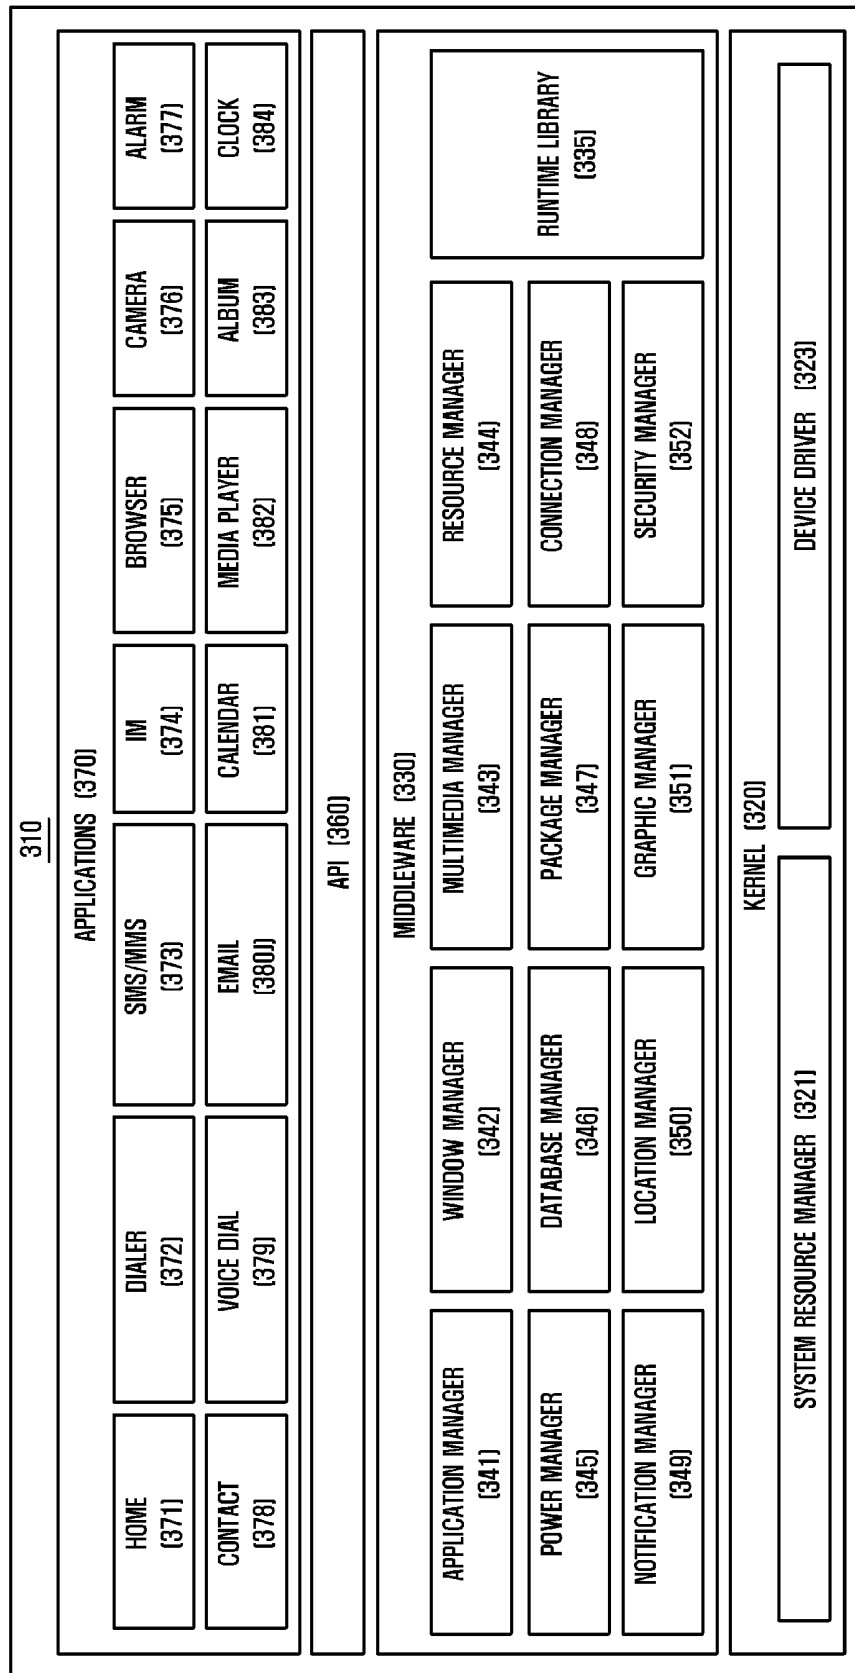 310
APPLICATIONS (370)
HOME
(371)
DIALER
(372)
SMS/MMS
(373)
IM
(374)
BROWSER
(375)
CAMERA
(376)
ALARM
(377)
CONTACT
(378)
VOICE DIAL
(379)
EMAIL
(380)
CALENDAR
(381)
MEDIA PLAYER
(382)
ALBUM
(383)
CLOCK
(384)
API (360)
MIDDLEWARE (330)
APPLICATION MANAGER
(341)
WINDOW MANAGER
(342)
MULTIMEDIA MANAGER
(343)
RESOURCE MANAGER
(344)
POWER MANAGER
(345)
DATABASE MANAGER
(346)
PACKAGE MANAGER
(347)
CONNECTION MANAGER
(348)
NOTIFICATION MANAGER
(349)
LOCATION MANAGER
(350)
GRAPHIC MANAGER
(351)
SECURITY MANAGER
(352)
RUNTIME LIBRARY
(335)
KERNEL (320)
SYSTEM RESOURCE MANAGER (321)
DEVICE DRIVER (323)